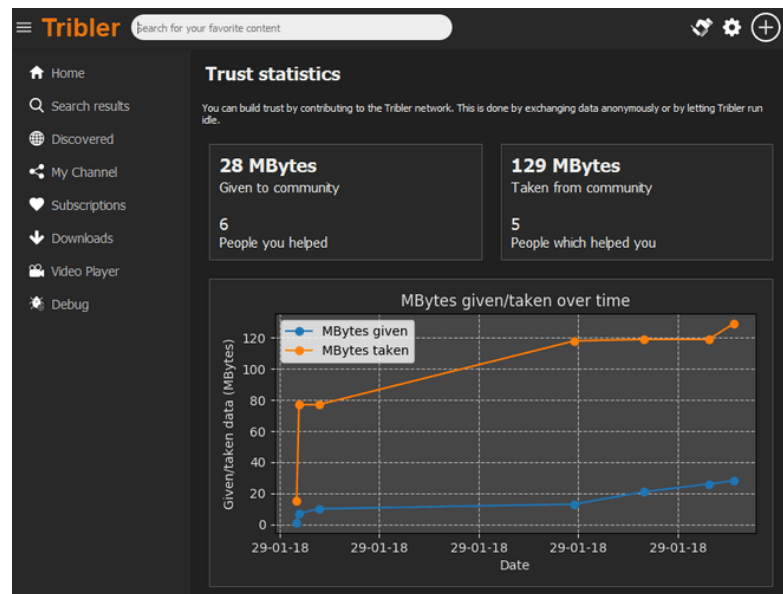 Tribler
Search for your favorite content
Home
Search results
Discovered
My Channel
Subscriptions
Downloads
Video Player
Debug
Trust statistics
You can build trust by contributing to the Tribler network. This is done by exchanging data anonymously or by letting Tribler run
idle.
28 MBytes
Given to community
6
People you helped
129 MBytes
Taken from community
5
People which helped you
MBytes given/taken over time
MBytes given
MBytes taken
Given/taken data (MBytes)
120
100
80
60
40
20
0
29-01-18 29-01-18 29-01-18 29-01-18 29-01-18
Date